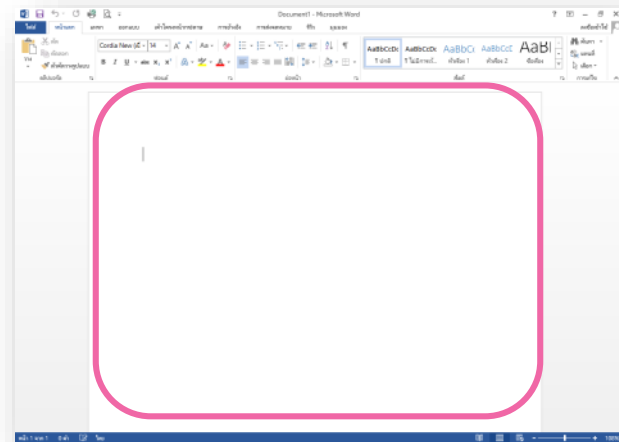 Document1 - Microsoft Word
ไฟล์ หน้าแรก แทรก ออกแบบ เค้าโครงหน้ากระดาษ การอ้างอิง การส่งจดหมาย รีวิว มุมมอง ลงชื่อเข้าใช้
วาง
ตัด
คัดลอก
ตัวคัดวางรูปแบบ
Cordia New (เนื 14 A A Aa
B I U abc x, x'
AaBbCcDc AaBbCcDc AaBbCc AaBbCcC AaBl
¶ ปกติ ¶ ไม่มีการเว้... หัวเรื่อง 1 หัวเรื่อง 2 ชื่อเรื่อง
ค้นหา
แทนที่
เลือก
คลิปบอร์ด ฟอนต์ ย่อหน้า สไตล์ การแก้ไข
หน้า 1 จาก 1 0 คำ ไทย 100%